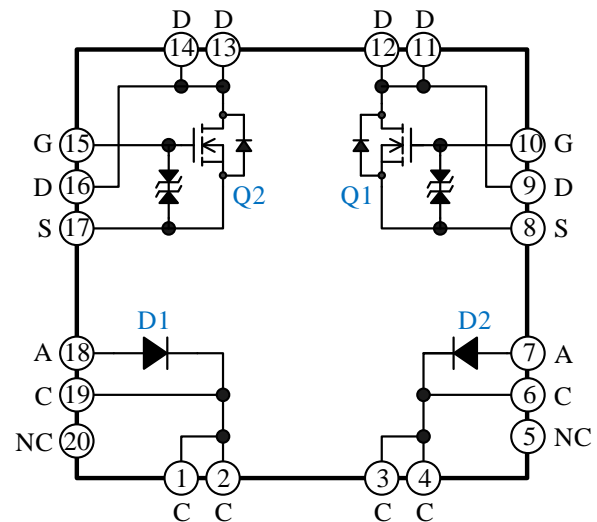 D D D D
14 13 12 11
G 15 10 G
D 16 9 D
Q2 Q1
S 17 8 S
D1 D2
A 18 7 A
C 19 6 C
NC 20 5 NC
1 2 3 4
C C C C